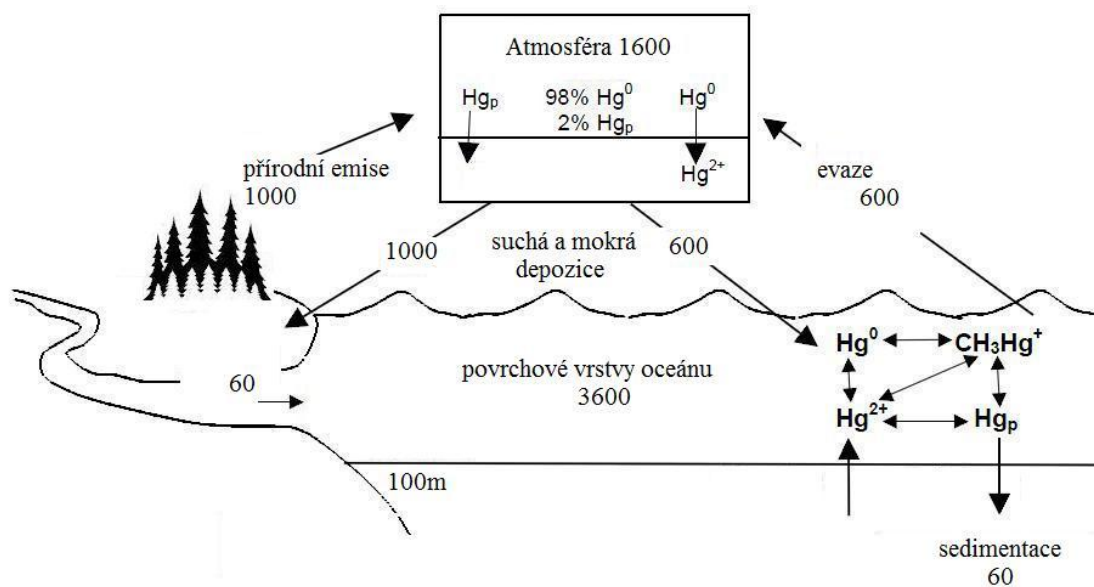 Atmosféra 1600
Hgₚ 98% Hg⁰ Hg⁰
2% Hgₚ
Hg²⁺
přírodní emise
1000
evaze
600
1000
suchá a mokrá
depozice
600
Hg⁰ CH₃Hg⁺
60
povrchové vrstvy oceánu
3600
Hg²⁺ Hgₚ
100m
sedimentace
60